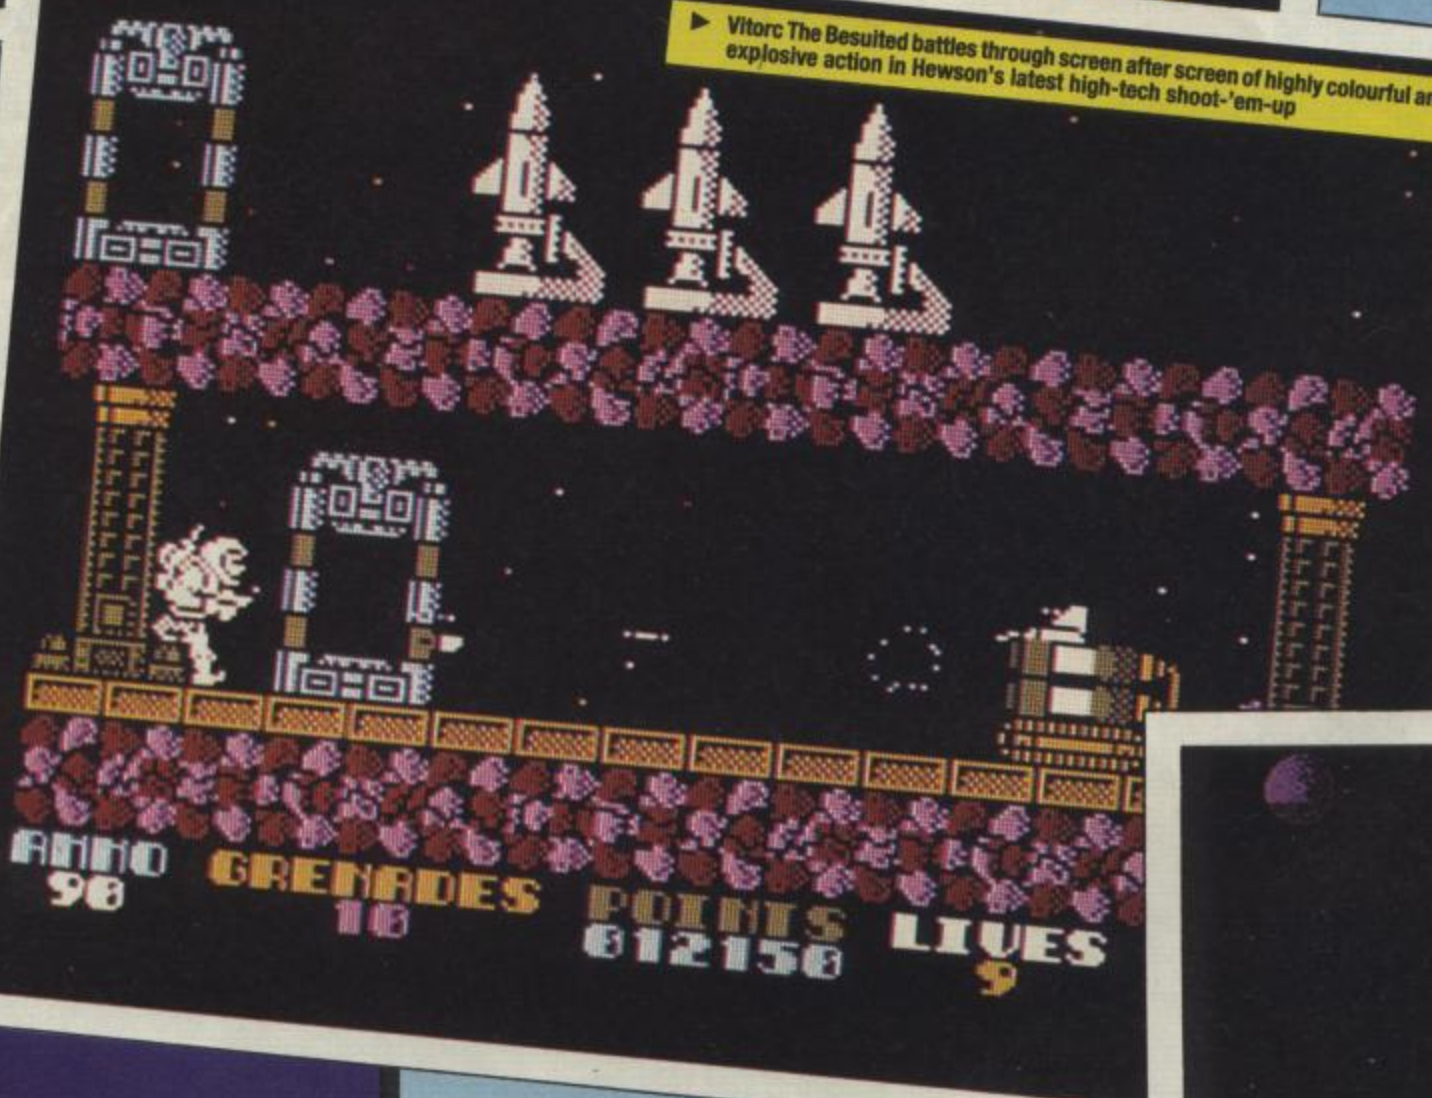 ► Vitorc The Besuited battles through screen after screen of highly colourful
explosive action in Hewson's latest high-tech shoot-'em-up
AMMO
90
GRENADES
10
POINTS
012150
LIVES
9